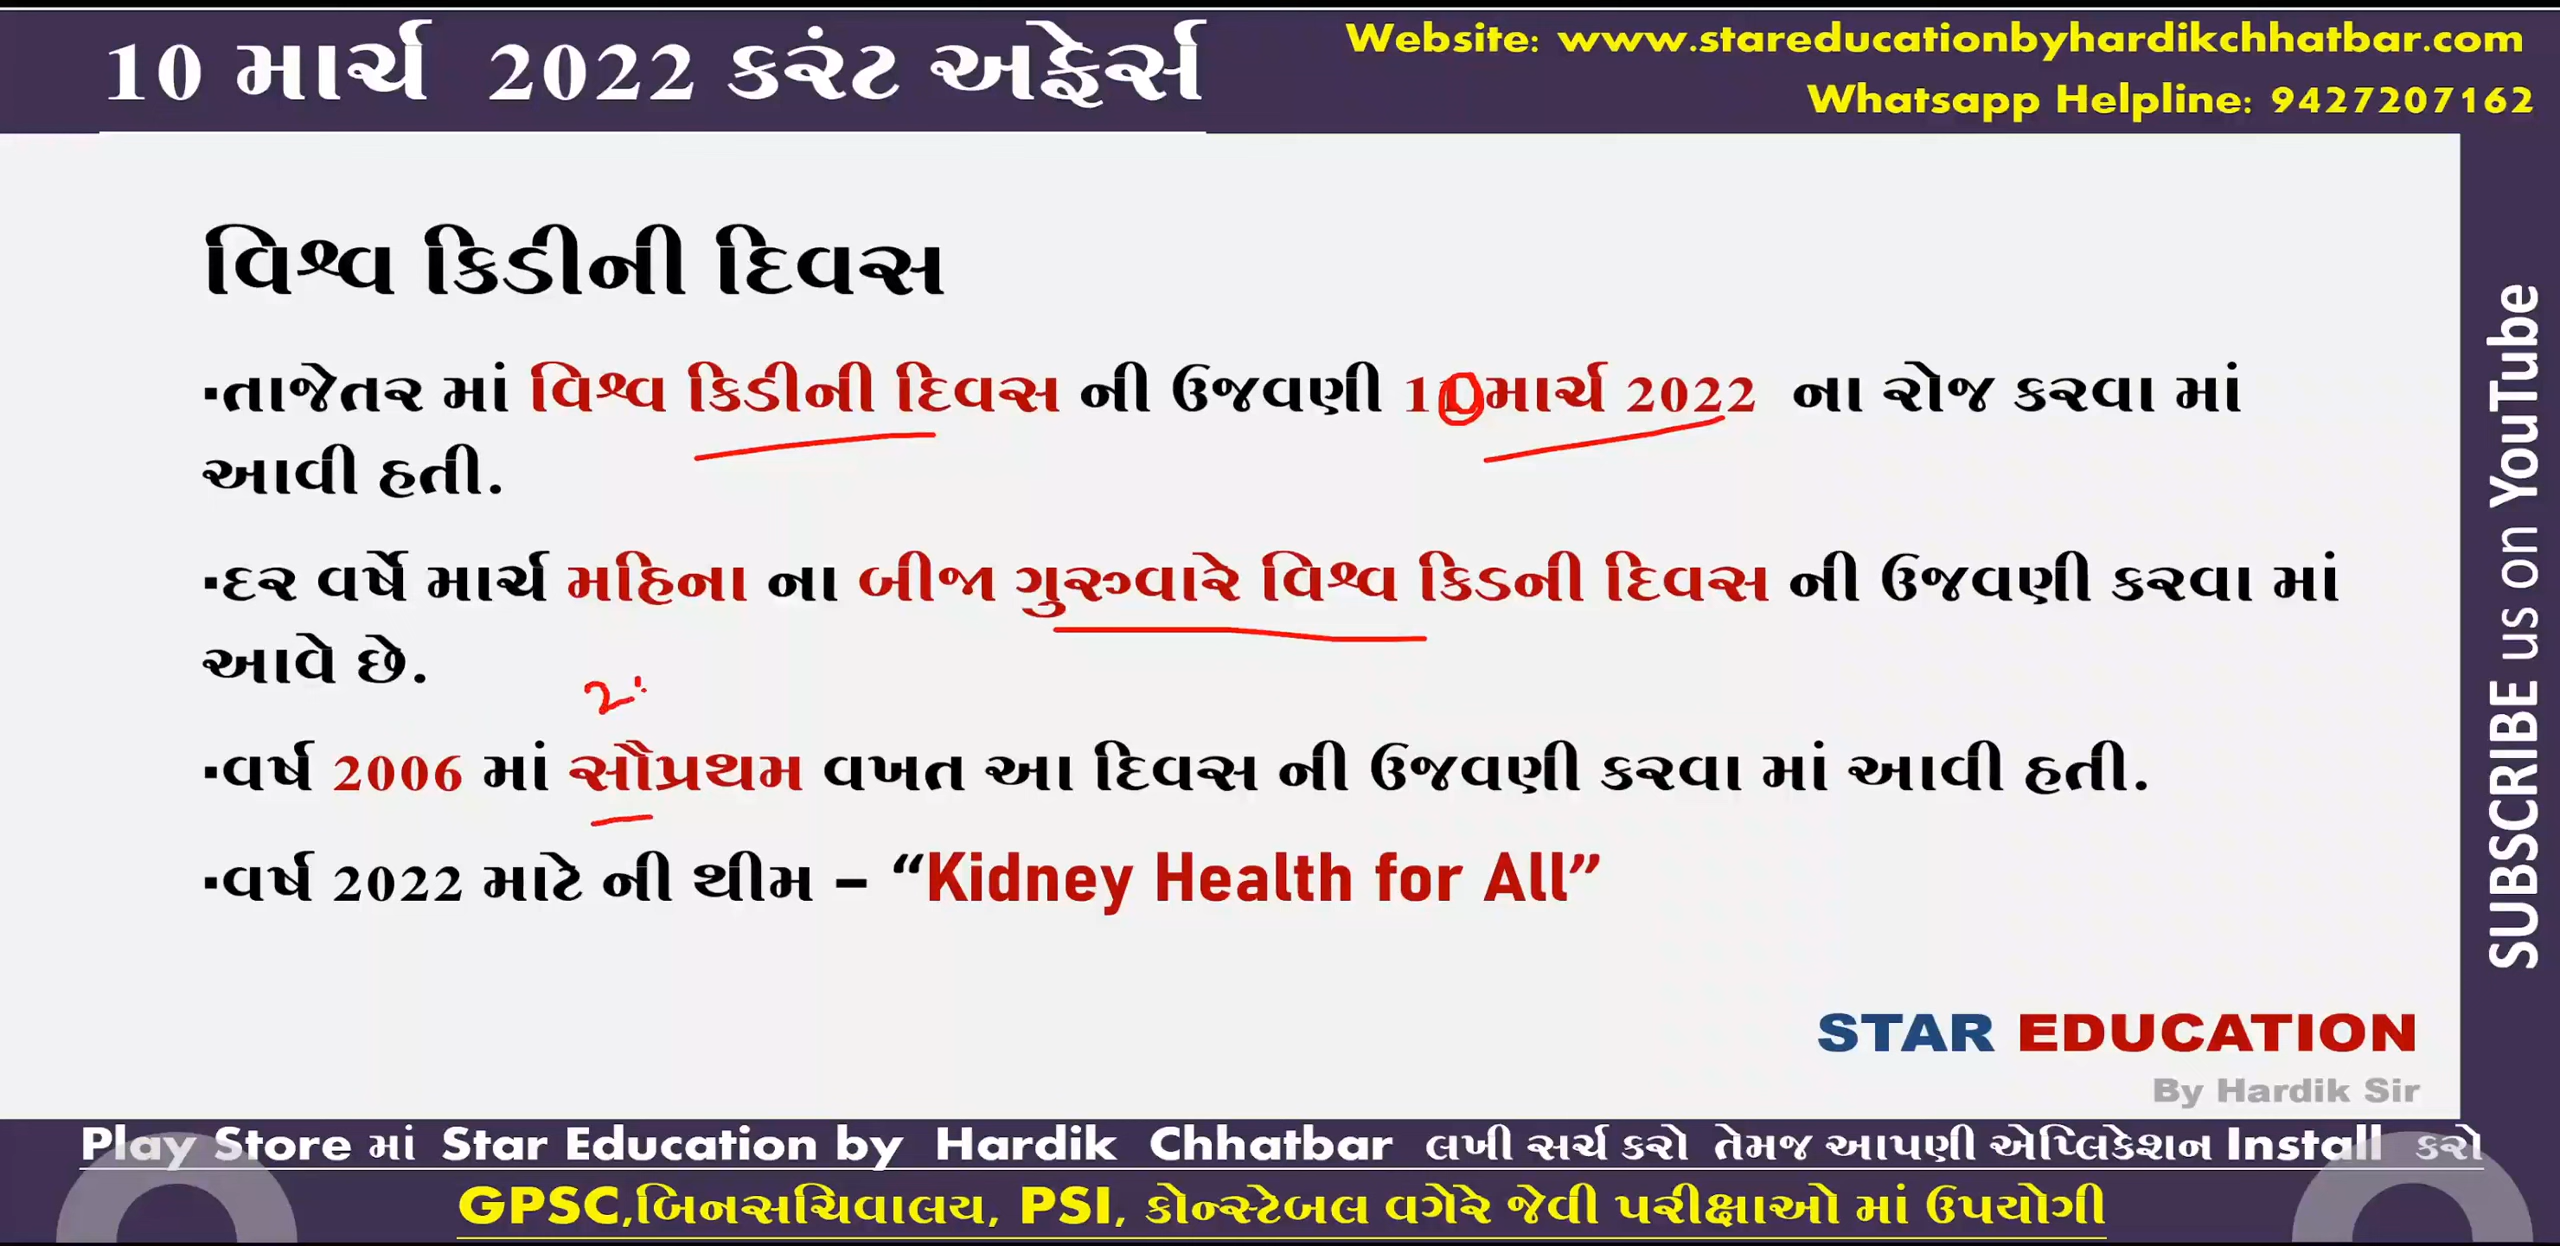 10 માર્ચ 2022 કરંટ અફેર્સ
Website: www.stareducationbyhardikchhatbar.com
Whatsapp Helpline: 9427207162
વિશ્વ કિડીની દિવસ
▪તાજેતર માં વિશ્વ કિડીની દિવસ ની ઉજવણી 10 માર્ચ 2022 ના રોજ કરવા માં
આવી હતી.
▪દર વર્ષે માર્ચ મહિના ના બીજા ગુરુવારે વિશ્વ કિડની દિવસ ની ઉજવણી કરવા માં
આવે છે.
2
▪વર્ષ 2006 માં સૌપ્રથમ વખત આ દિવસ ની ઉજવણી કરવા માં આવી હતી.
▪વર્ષ 2022 માટે ની થીમ – “Kidney Health for All”
STAR EDUCATION
By Hardik Sir
SUBSCRIBE us on YouTube
Play Store માં Star Education by Hardik Chhatbar લખી સર્ચ કરો તેમજ આપણી એપ્લિકેશન Install કરો
GPSC,બિનસચિવાલય, PSI, કોન્સ્ટેબલ વગેરે જેવી પરીક્ષાઓ માં ઉપયોગી